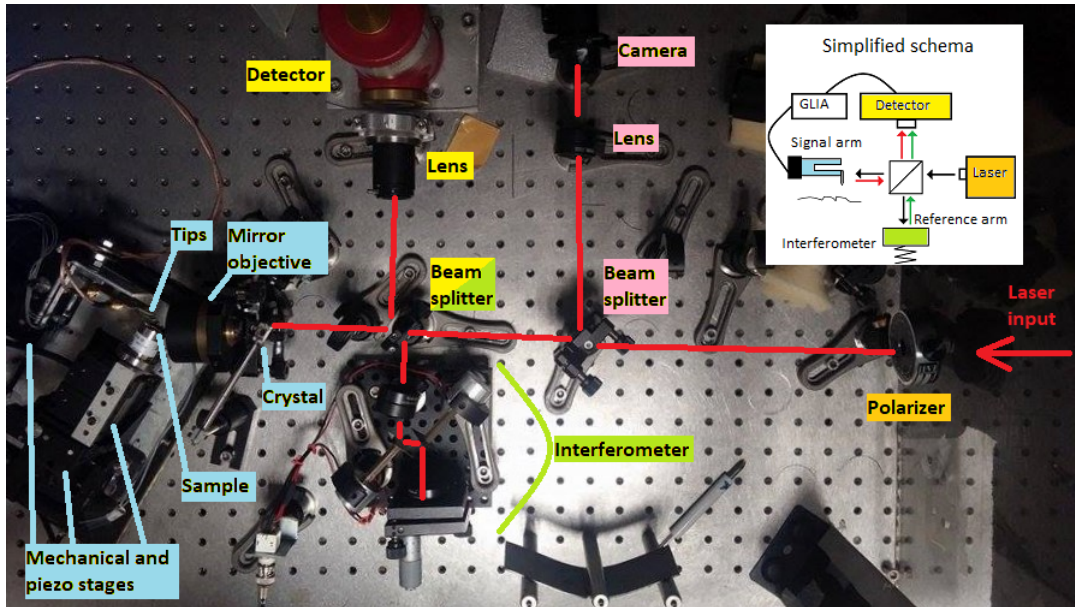 Camera
Detector
Lens
Lens
Tips
Mirror
objective
Beam
splitter
Beam
splitter
Laser
input
Crystal
Polarizer
Interferometer
Sample
Mechanical and
piezo stages
Simplified schema
GLIA
Detector
Signal arm
Laser
Reference arm
Interferometer